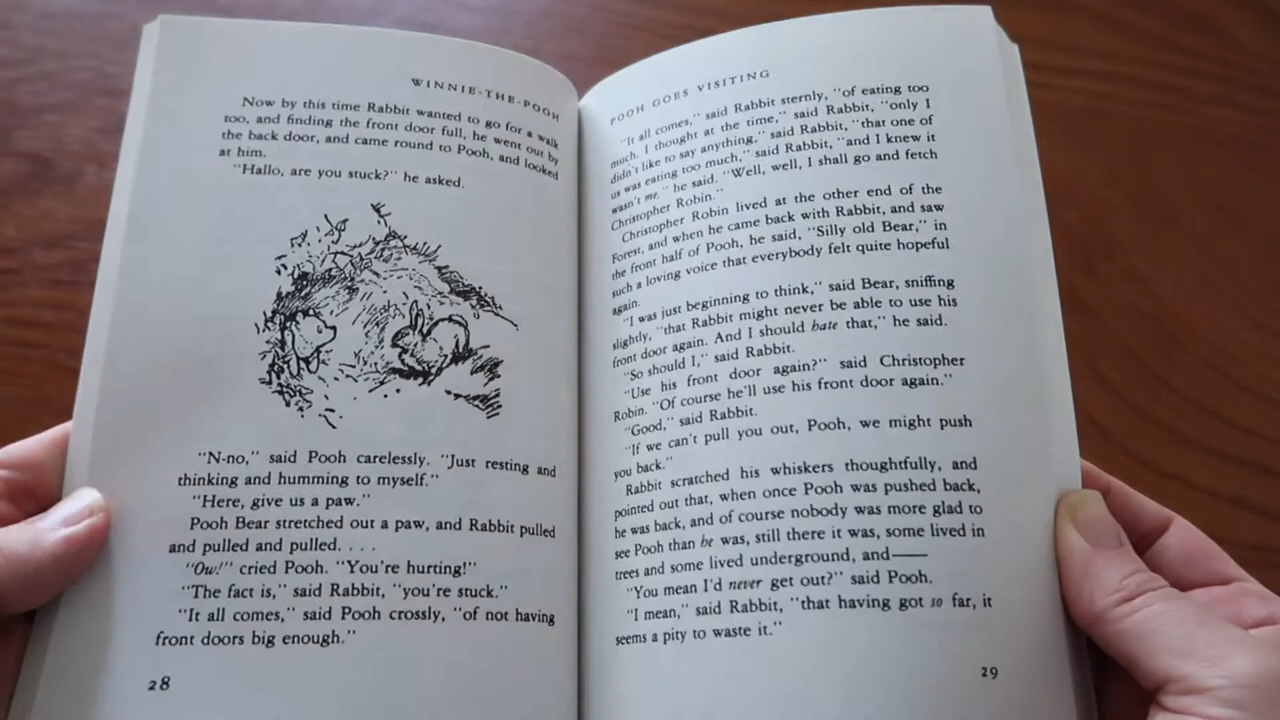 WINNIE-THE-POOH
Now by this time Rabbit wanted to go for a walk
too, and finding the front door full, he went out by
the back door, and came round to Pooh, and looked
at him.
"Hallo, are you stuck?" he asked.
"N-no," said Pooh carelessly. "Just resting and
thinking and humming to myself."
"Here, give us a paw."
Pooh Bear stretched out a paw, and Rabbit pulled
and pulled and pulled. . . .
"Ow!" cried Pooh. "You're hurting!"
"The fact is," said Rabbit, "you're stuck."
"It all comes," said Pooh crossly, "of not having
front doors big enough."
28
POOH GOES VISITING
"It all comes," said Rabbit sternly, "of eating too
much. I thought at the time," said Rabbit, "only I
didn't like to say anything," said Rabbit, "that one of
us was eating too much," said Rabbit, "and I knew it
wasn't me," he said. "Well, well, I shall go and fetch
Christopher Robin."
Christopher Robin lived at the other end of the
Forest, and when he came back with Rabbit, and saw
the front half of Pooh, he said, "Silly old Bear," in
such a loving voice that everybody felt quite hopeful
again.
"I was just beginning to think," said Bear, sniffing
slightly, "that Rabbit might never be able to use his
front door again. And I should hate that," he said.
"So should I," said Rabbit.
"Use his front door again?" said Christopher
Robin. "Of course he'll use his front door again."
"Good," said Rabbit.
"If we can't pull you out, Pooh, we might push
you back."
Rabbit scratched his whiskers thoughtfully, and
pointed out that, when once Pooh was pushed back,
he was back, and of course nobody was more glad to
see Pooh than he was, still there it was, some lived in
trees and some lived underground, and——
"You mean I'd never get out?" said Pooh.
"I mean," said Rabbit, "that having got so far, it
seems a pity to waste it."
29